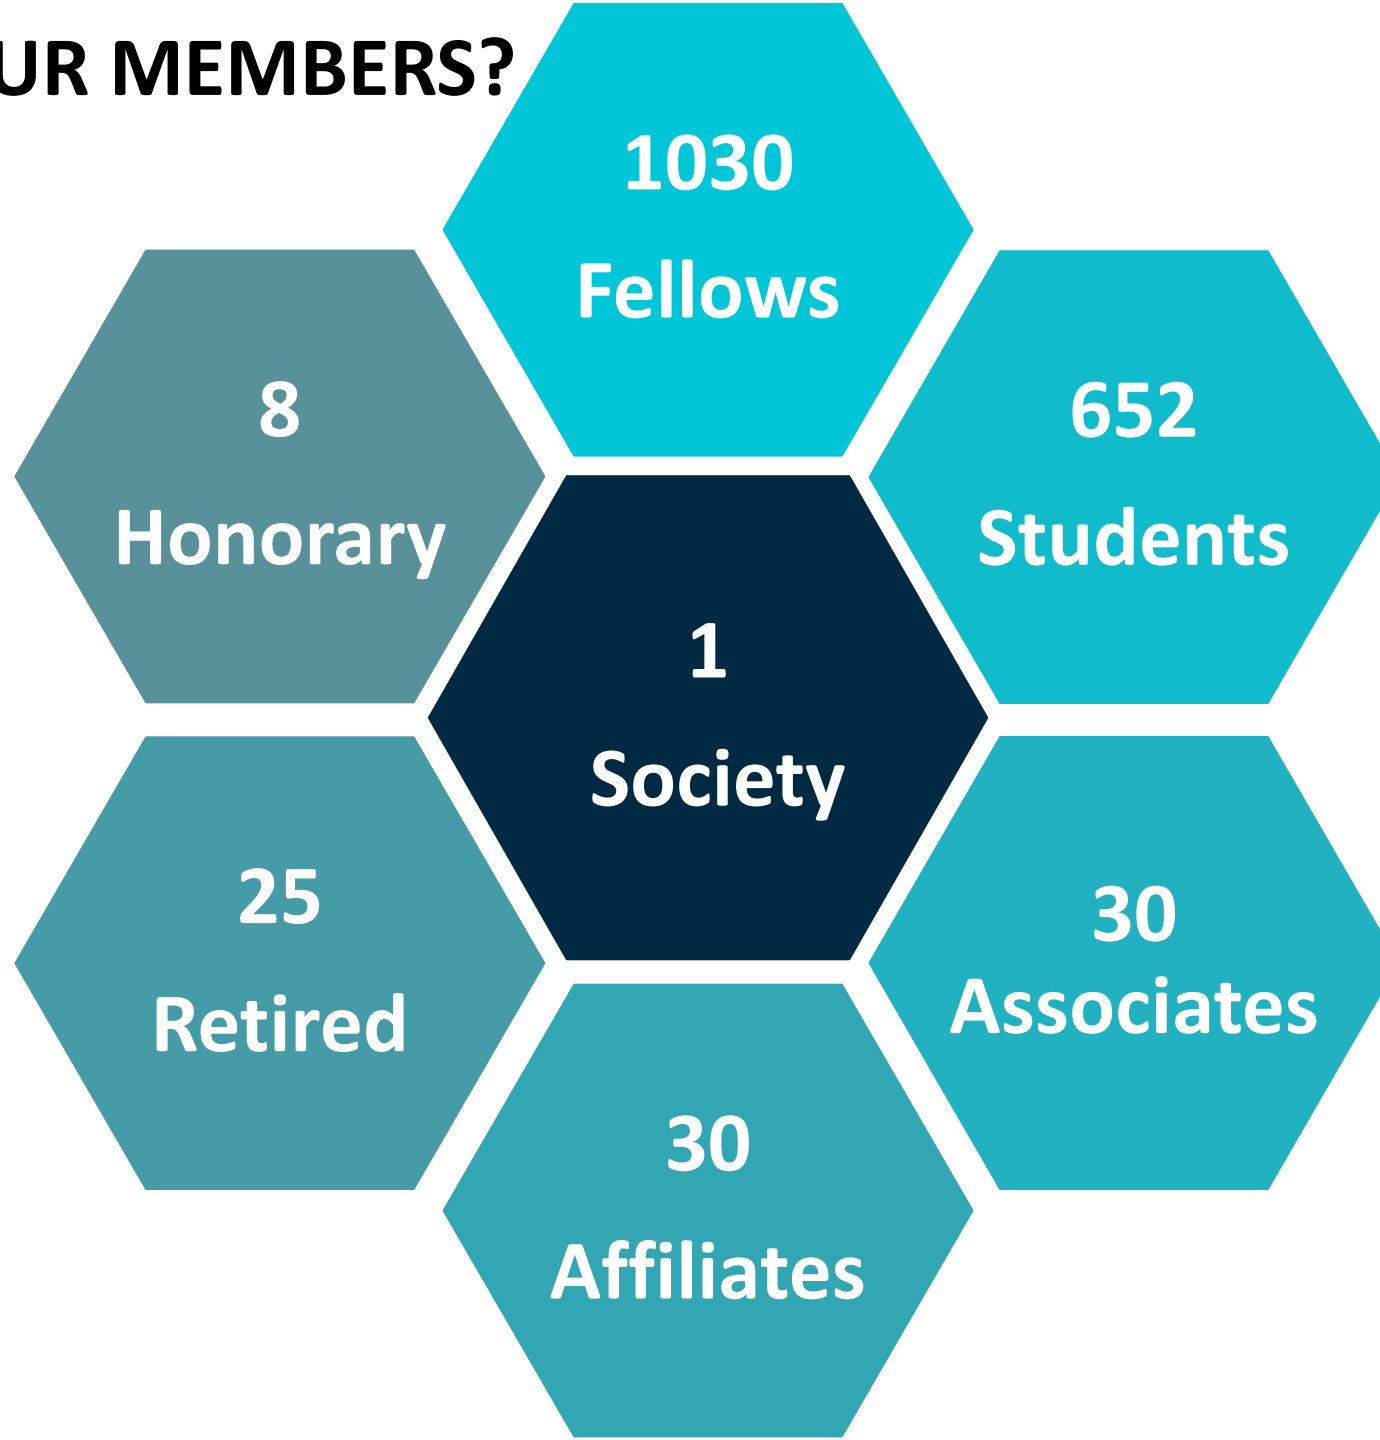 UR MEMBERS?
1030
Fellows
652
Students
30
Associates
30
Affiliates
25
Retired
8
Honorary
1
Society